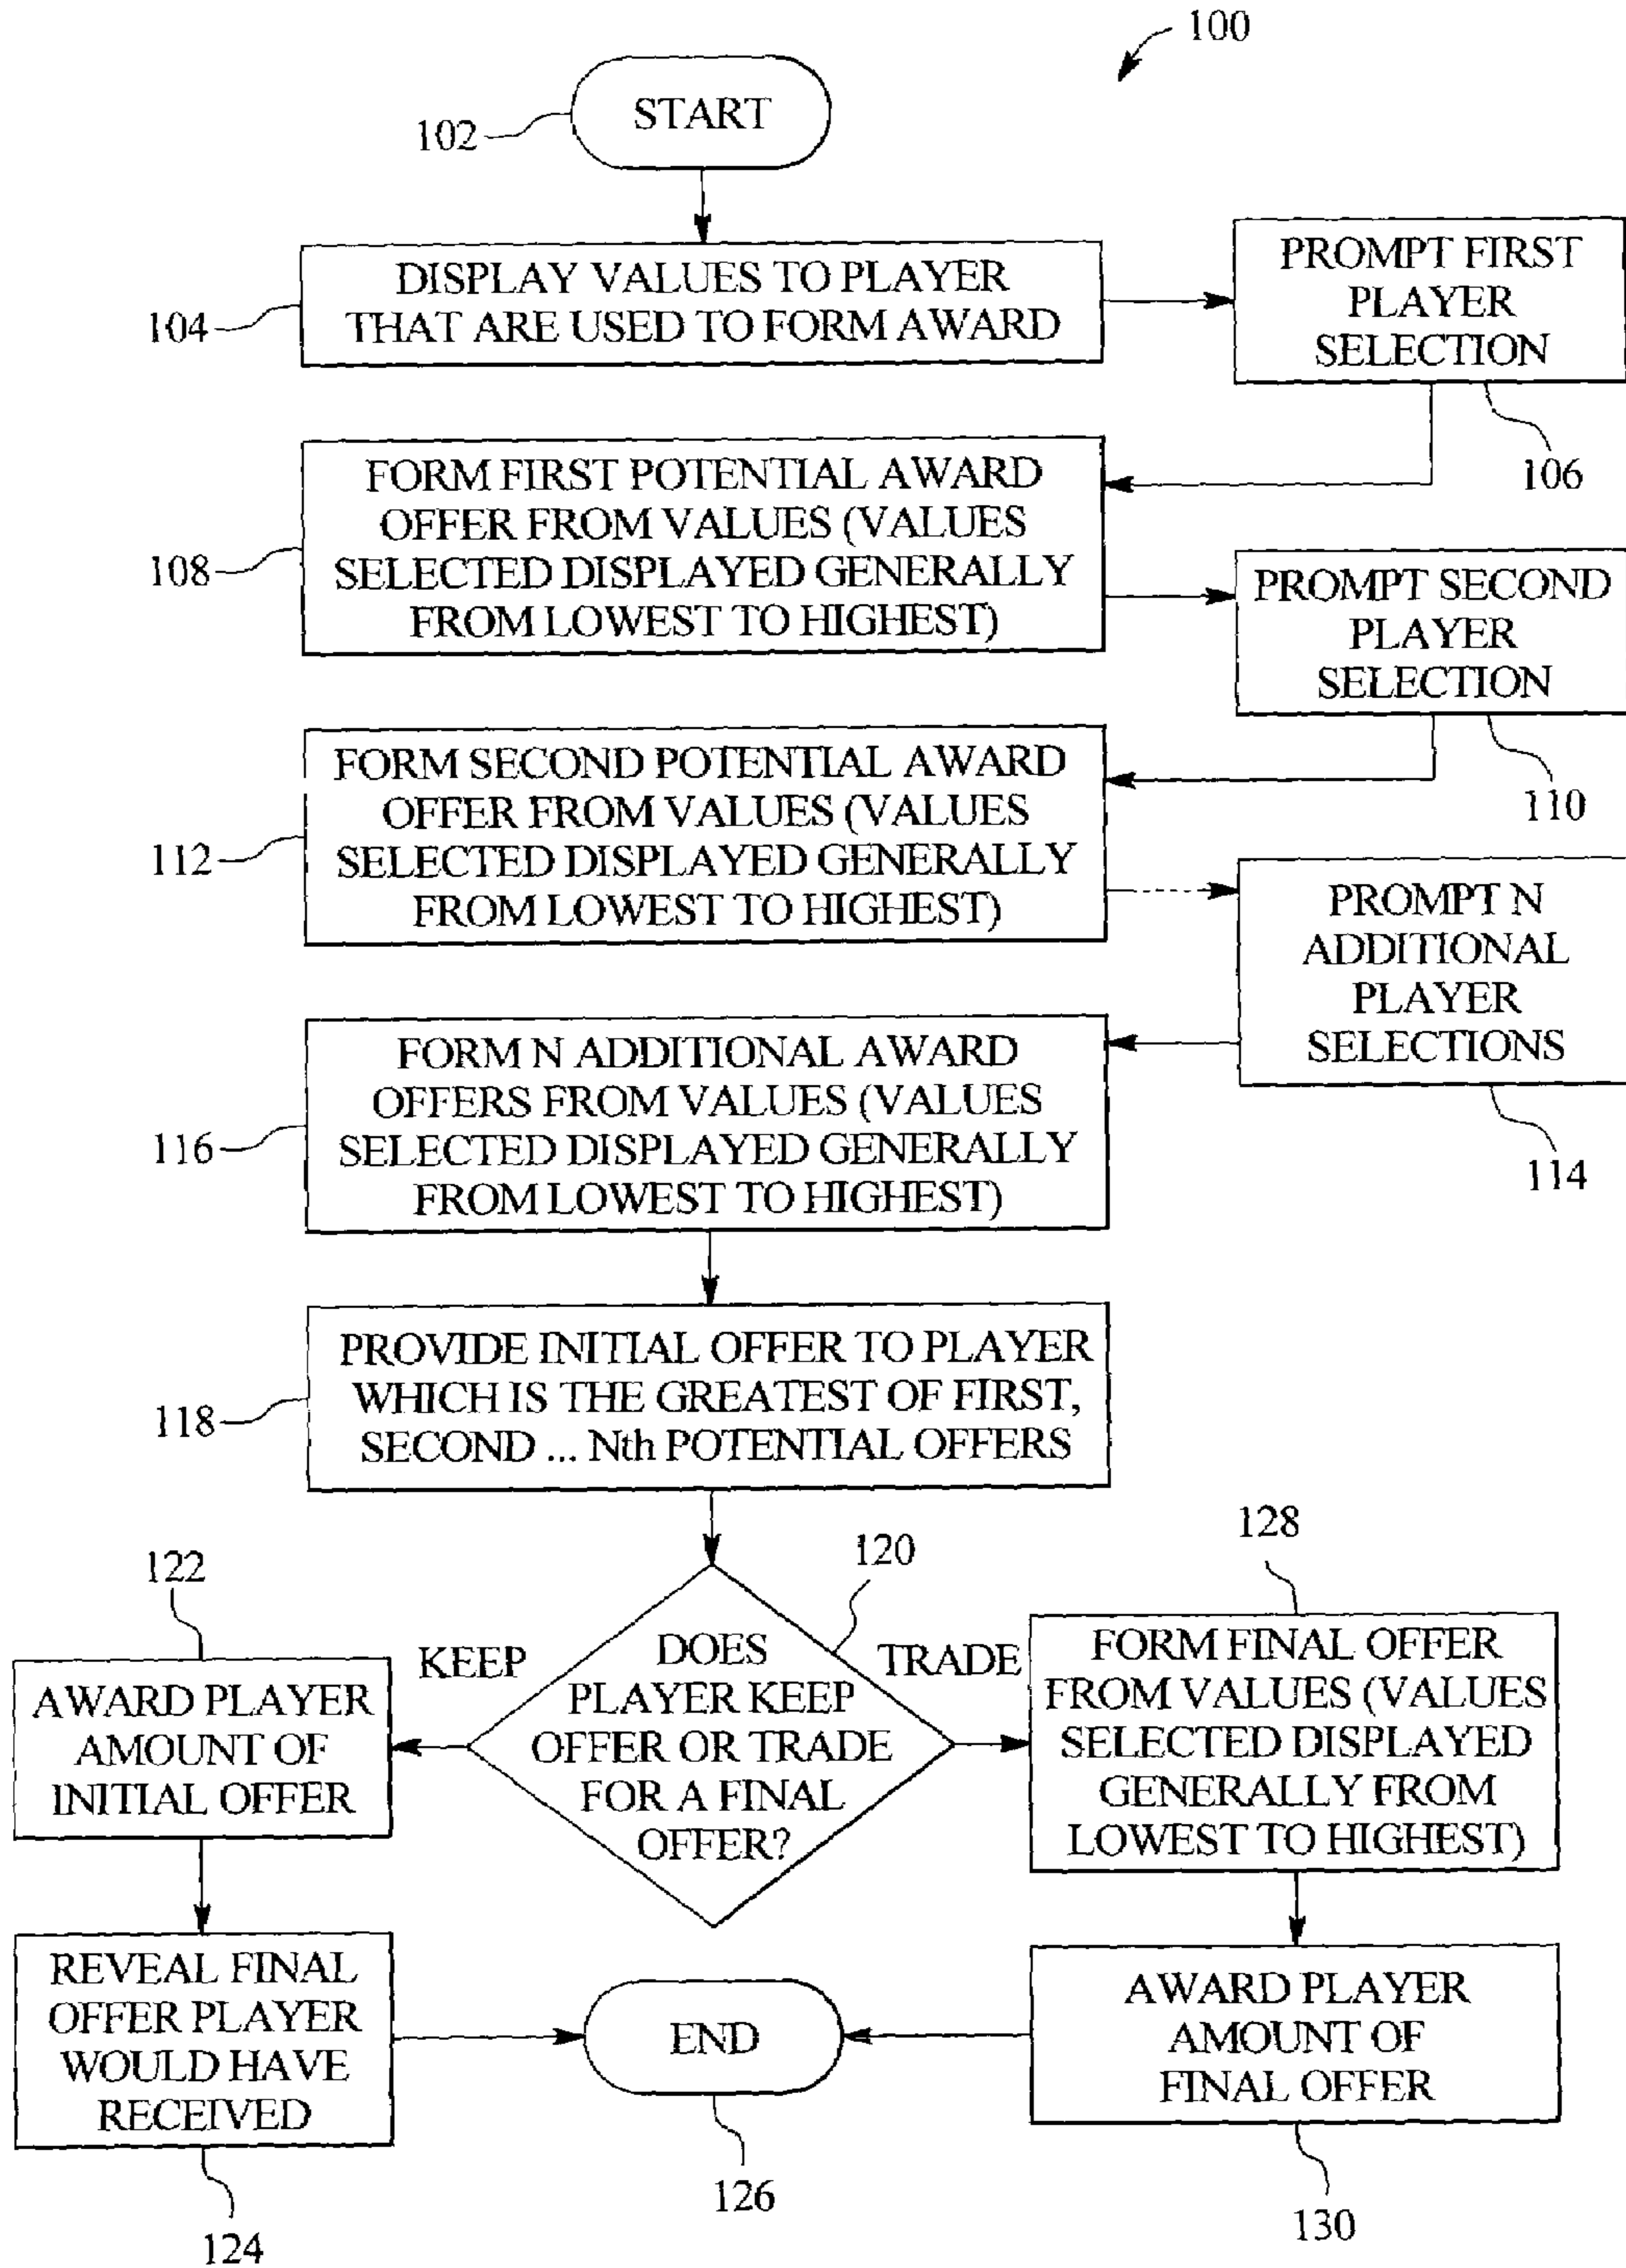 100
START
102
DISPLAY VALUES TO PLAYER
THAT ARE USED TO FORM AWARD
104
PROMPT FIRST
PLAYER
SELECTION
106
FORM FIRST POTENTIAL AWARD
OFFER FROM VALUES (VALUES
SELECTED DISPLAYED GENERALLY
FROM LOWEST TO HIGHEST)
108
PROMPT SECOND
PLAYER
SELECTION
110
FORM SECOND POTENTIAL AWARD
OFFER FROM VALUES (VALUES
SELECTED DISPLAYED GENERALLY
FROM LOWEST TO HIGHEST)
112
PROMPT N
ADDITIONAL
PLAYER
SELECTIONS
114
FORM N ADDITIONAL AWARD
OFFERS FROM VALUES (VALUES
SELECTED DISPLAYED GENERALLY
FROM LOWEST TO HIGHEST)
116
PROVIDE INITIAL OFFER TO PLAYER
WHICH IS THE GREATEST OF FIRST,
SECOND ... Nth POTENTIAL OFFERS
118
120
DOES
PLAYER KEEP
OFFER OR TRADE
FOR A FINAL
OFFER?
KEEP
TRADE
122
AWARD PLAYER
AMOUNT OF
INITIAL OFFER
128
FORM FINAL OFFER
FROM VALUES (VALUES
SELECTED DISPLAYED
GENERALLY FROM
LOWEST TO HIGHEST)
REVEAL FINAL
OFFER PLAYER
WOULD HAVE
RECEIVED
124
END
126
AWARD PLAYER
AMOUNT OF
FINAL OFFER
130